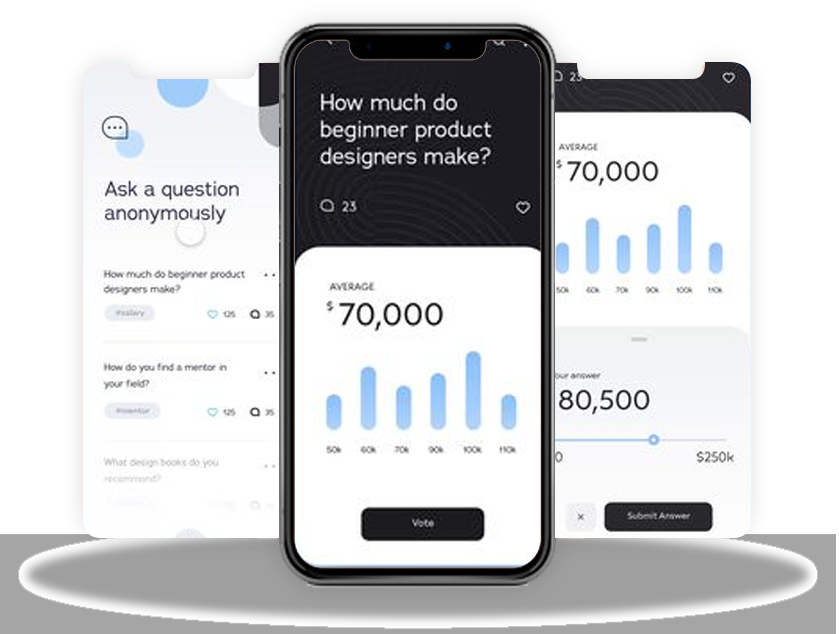 Ask a question
anonymously
How much do beginner product
designers make?
#salary
125
35
How do you find a mentor in
your field?
#mentor
125
35
What design books do you
recommend?
How much do
beginner product
designers make?
23
AVERAGE
$70,000
50k 60k 70k 90k 100k 110k
Vote
23
AVERAGE
$70,000
50k 60k 70k 90k 100k 110k
our answer
80,500
0
$250k
×
Submit Answer